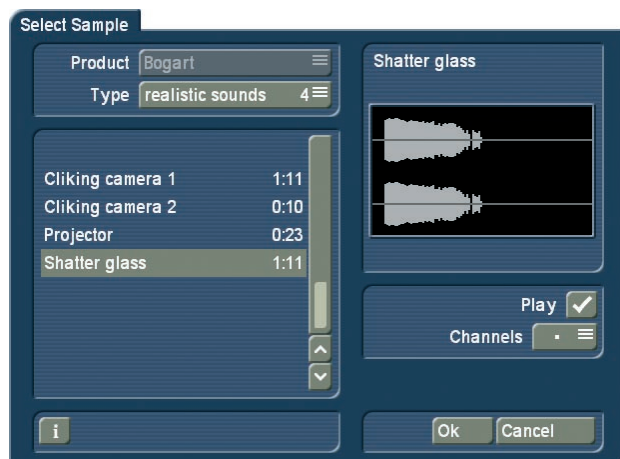 Select Sample
Product Bogart
Type realistic sounds 4
Cliking camera 1 1:11
Cliking camera 2 0:10
Projector 0:23
Shatter glass 1:11
i
Shatter glass
Play
Channels
Ok Cancel